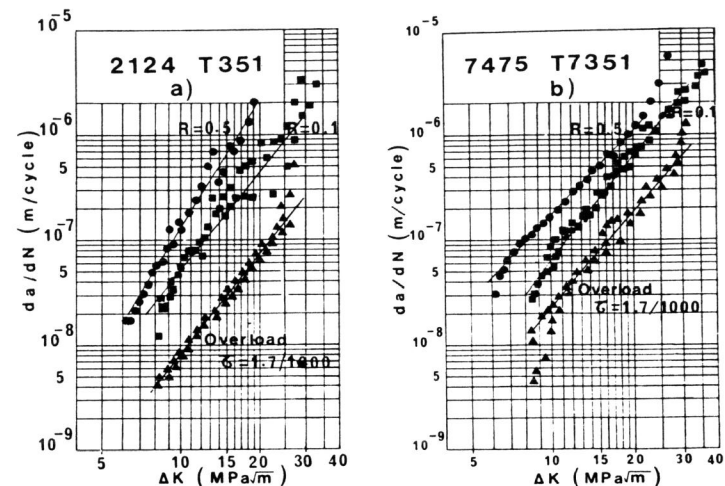 2124 T351
a)
R=0.5
R=0.1
Overload
τ=1.7/1000
da/dN (m/cycle)
10⁻⁵
10⁻⁶
5
10⁻⁷
5
10⁻⁸
5
10⁻⁹
5
10
15
20
30
40
ΔK (MPa√m)
7475 T7351
b)
R=0.5
R=0.1
Overload
τ=1.7/1000
da/dN (m/cycle)
10⁻⁵
10⁻⁶
5
10⁻⁷
5
10⁻⁸
5
10⁻⁹
5
10
15
20
30
40
ΔK (MPa√m)